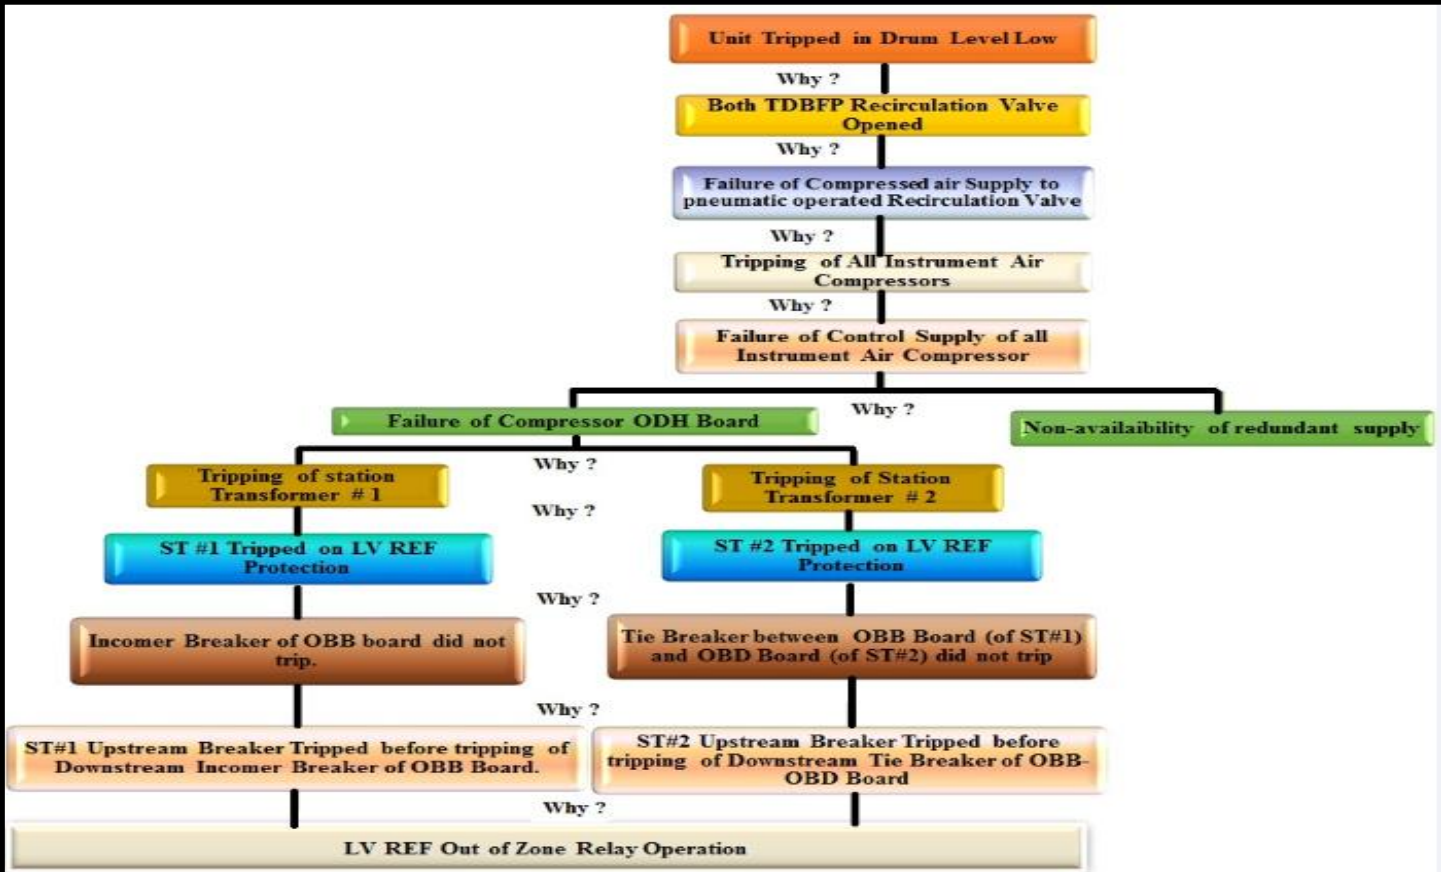 Unit Tripped in Drum Level Low
Why ?
Both TDBFP Recirculation Valve
Opened
Why ?
Failure of Compressed air Supply to
pneumatic operated Recirculation Valve
Why ?
Tripping of All Instrument Air
Compressors
Why ?
Failure of Control Supply of all
Instrument Air Compressor
Why ?
Failure of Compressor ODH Board
Non-availaibility of redundant supply
Why ?
Tripping of station
Transformer # 1
Tripping of Station
Transformer # 2
Why ?
ST #1 Tripped on LV REF
Protection
ST #2 Tripped on LV REF
Protection
Why ?
Incomer Breaker of OBB board did not
trip.
Tie Breaker between OBB Board (of ST#1)
and OBD Board (of ST#2) did not trip
Why ?
ST#1 Upstream Breaker Tripped before tripping of
Downstream Incomer Breaker of OBB Board.
ST#2 Upstream Breaker Tripped before
tripping of Downstream Tie Breaker of OBB-
OBD Board
Why ?
LV REF Out of Zone Relay Operation